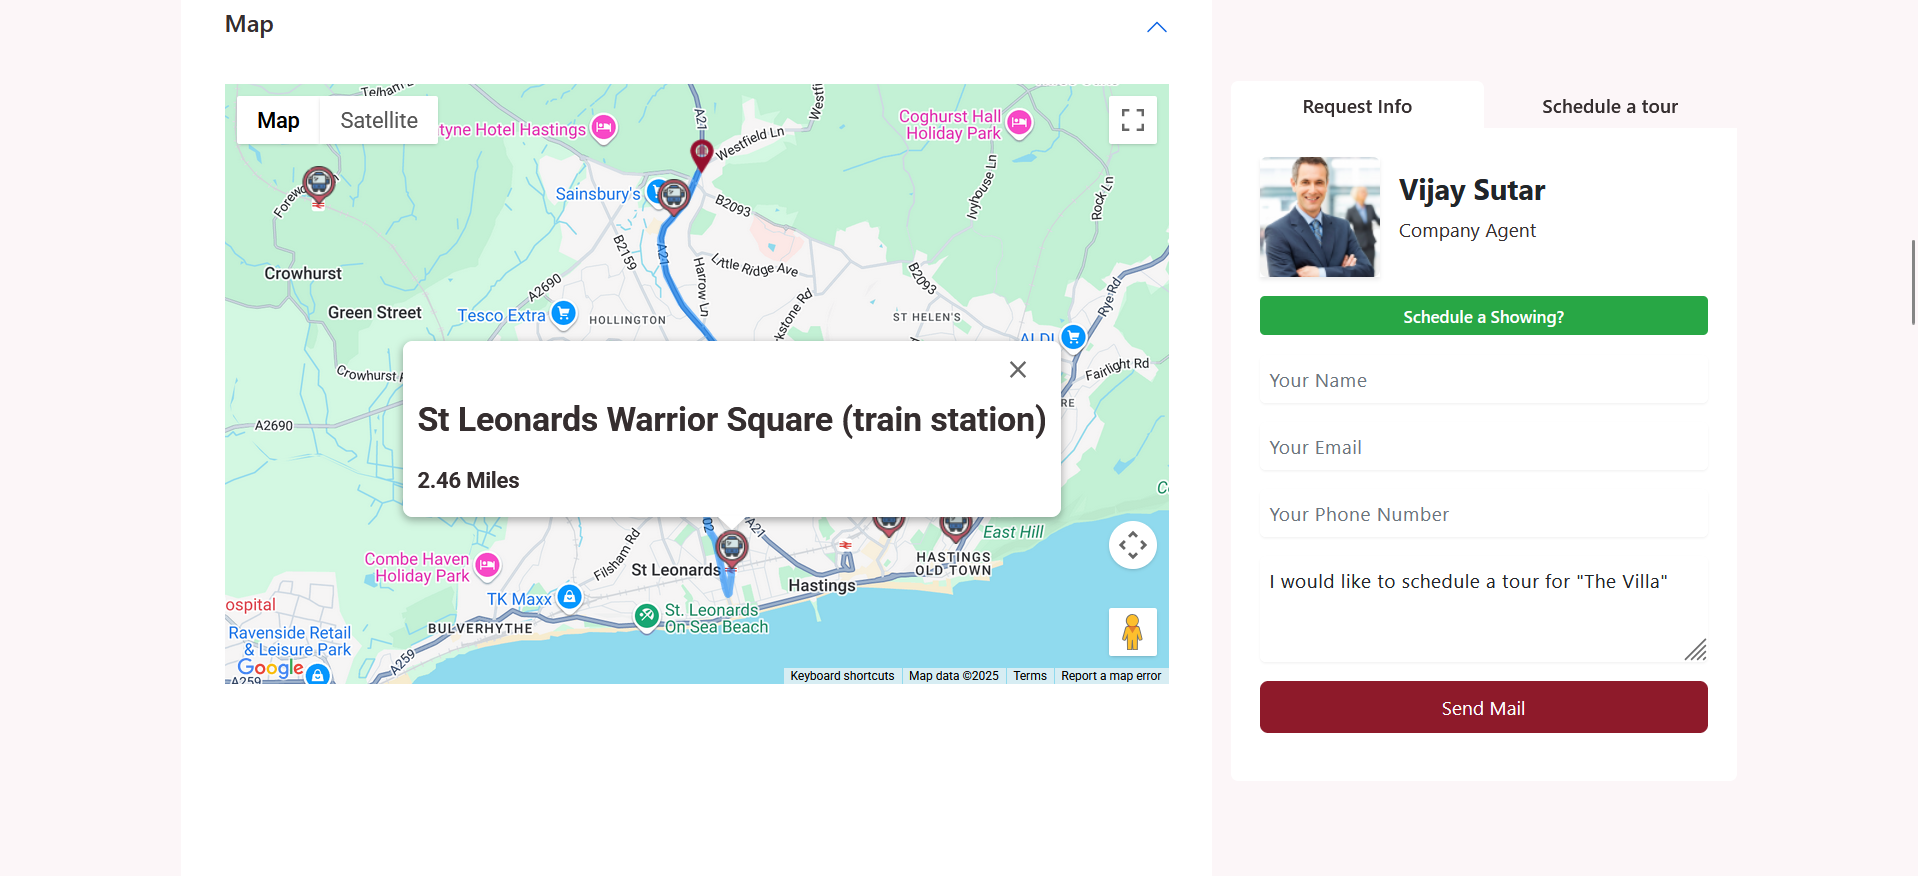 Map
Map
Satellite
Telham L
tyne Hotel Hastings
A21
Westfield Ln
Westfi
Coghurst Hall
Holiday Park
Sainsbury's
B2093
Ivyhouse Ln
Rock Ln
Crowhurst
B2159
A21
Harrow Ln
Little Ridge Ave
B2093
Green Street
A2690
Tesco Extra
HOLLINGTON
ST HELEN'S
Rye Rd
ALDI
Crowhurst
Fairlight Rd
A2690
RE
St Leonards Warrior Square (train station)
2.46 Miles
A21
East Hill
Combe Haven
Holiday Park
Filsham Rd
St Leonards
HASTINGS
OLD TOWN
Hastings
TK Maxx
St. Leonards
On Sea Beach
ospital
BULVERHYTHE
Ravenside Retail
& Leisure Park
Google
A259
A259
Keyboard shortcuts
Map data ©2025
Terms
Report a map error
Request Info
Schedule a tour
Vijay Sutar
Company Agent
Schedule a Showing?
Your Name
Your Email
Your Phone Number
I would like to schedule a tour for "The Villa"
Send Mail